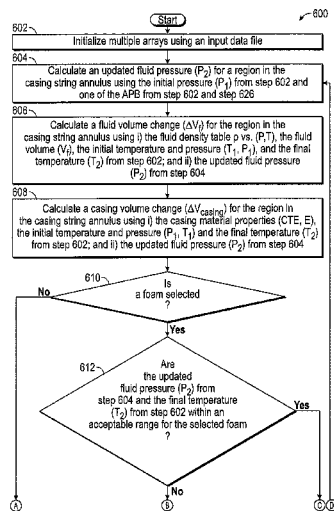 Start
600
602
Initialize multiple arrays using an input data file
604
Calculate an updated fluid pressure (P2) for a region in the
casing string annulus using the initial pressure (P1) from step 602 and
one of the APB from step 602 and step 626
606
Calculate a fluid volume change (ΔVf) for the region in the
casing string annulus using i) the fluid density table ρ vs. (P,T), the fluid
volume (Vf), the initial temperature and pressure (T1, P1), and the final
temperature (T2) from step 602; and ii) the updated fluid pressure
(P2) from step 604
608
Calculate a casing volume change (ΔVcasing) for the region in
the casing string annulus using i) the casing material properties (CTE, E),
the initial temperature and pressure (P1, T1) and the final temperature (T2)
from step 602; and ii) the updated fluid pressure (P2) from step 604
610
Is
a foam selected
?
No
Yes
612
Are
the updated
fluid pressure (P2) from
step 604 and the final temperature
(T2) from step 602 within an
acceptable range for the selected foam
?
Yes
No
A
B
C
D